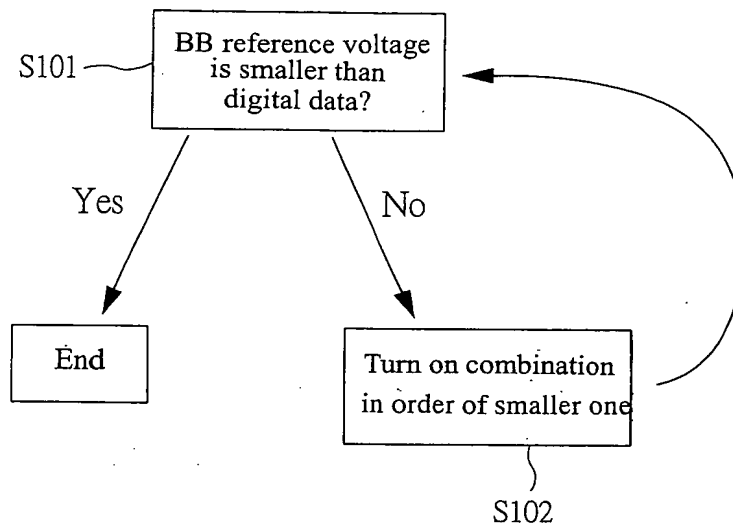 BB reference voltage
is smaller than
digital data?
S101
Yes
No
End
Turn on combination
in order of smaller one
S102